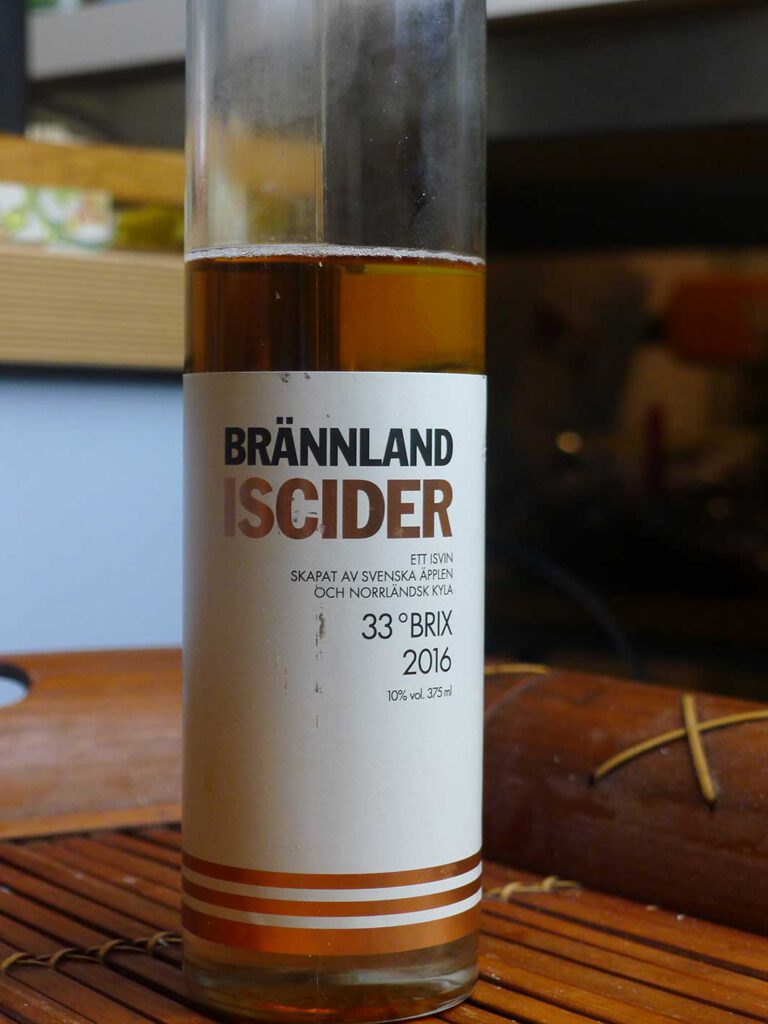 BRÄNNLAND
ISCIDER
ETT ISVIN
SKAPAT AV SVENSKA ÄPPLEN
OCH NORRLÄNDSK KYLA
33 °BRIX
2016
10% vol. 375 ml